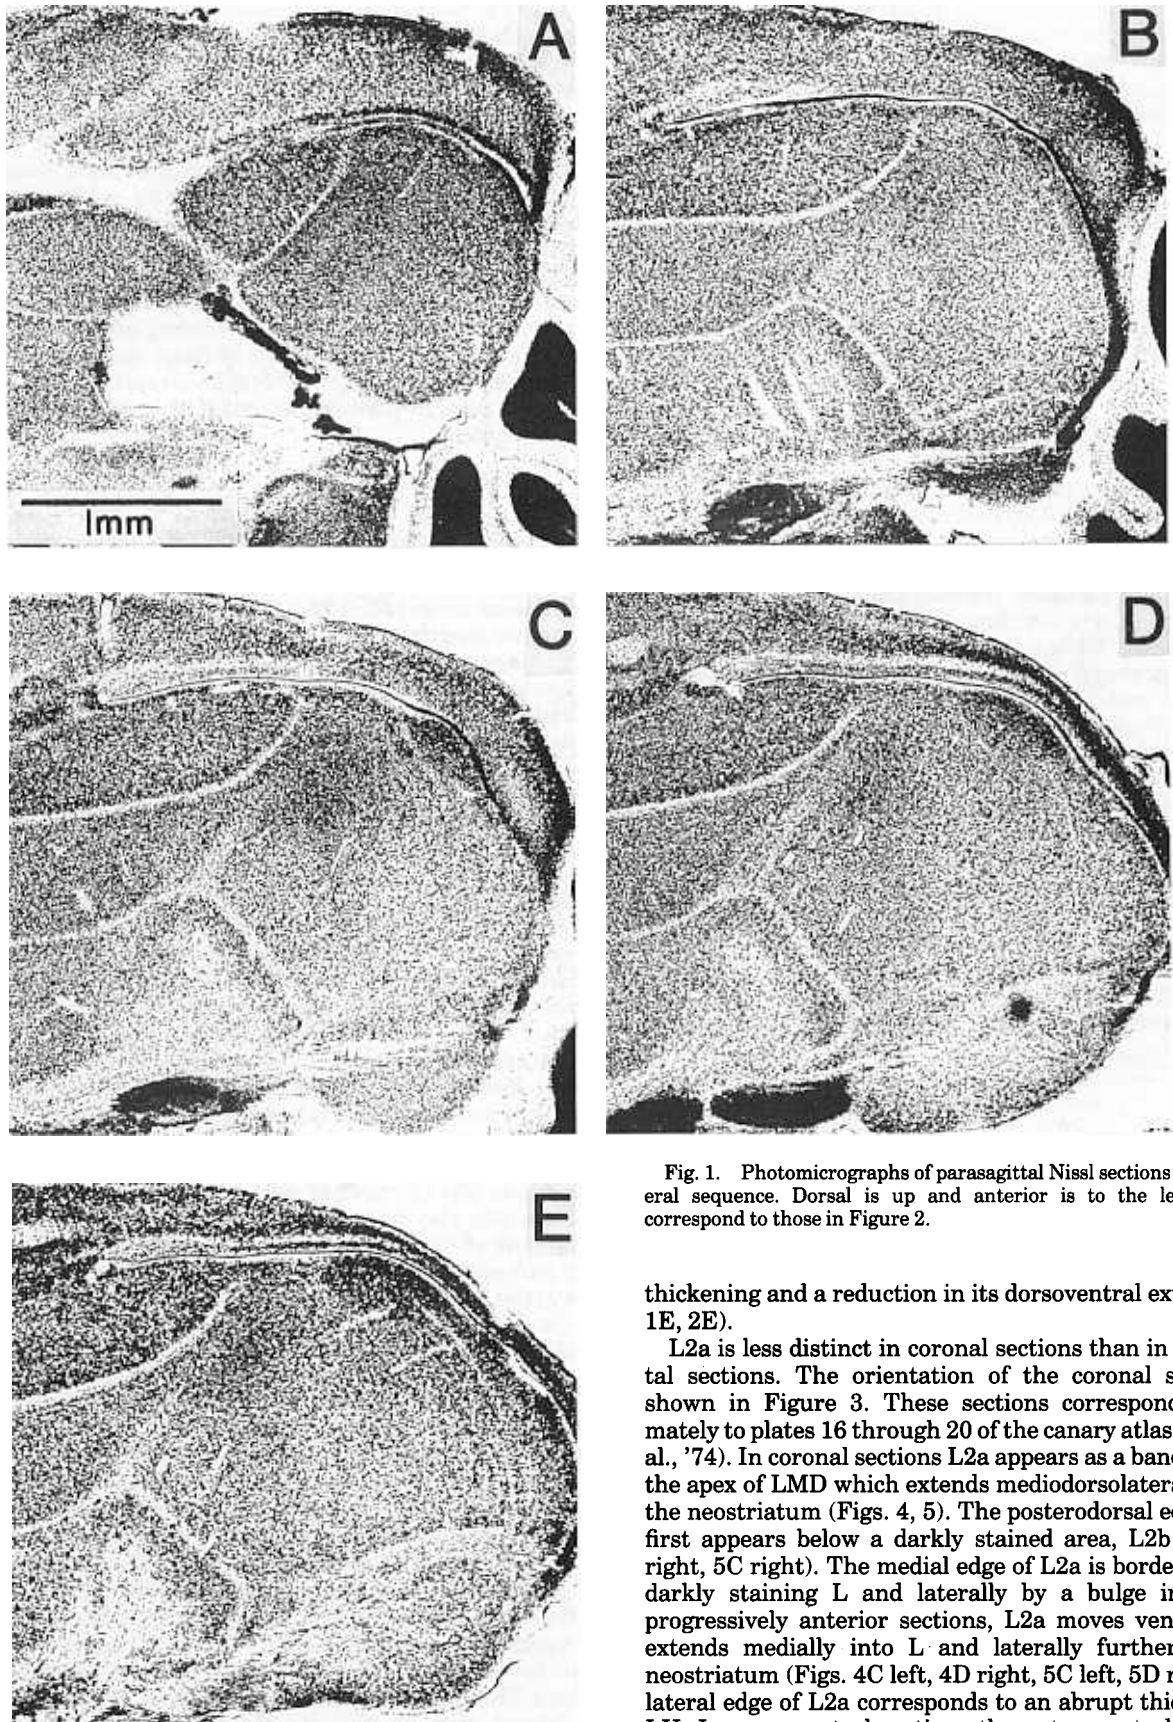 A
B
1mm
C
D
E
Fig. 1. Photomicrographs of parasagittal Nissl sections
eral sequence. Dorsal is up and anterior is to the le
correspond to those in Figure 2.
thickening and a reduction in its dorsoventral ex
1E, 2E).
L2a is less distinct in coronal sections than in
tal sections. The orientation of the coronal s
shown in Figure 3. These sections correspon
mately to plates 16 through 20 of the canary atlas
al., '74). In coronal sections L2a appears as a ban
the apex of LMD which extends mediodorsolatera
the neostriatum (Figs. 4, 5). The posterodorsal e
first appears below a darkly stained area, L2b
right, 5C right). The medial edge of L2a is borde
darkly staining L and laterally by a bulge i
progressively anterior sections, L2a moves ven
extends medially into L and laterally further
neostriatum (Figs. 4C left, 4D right, 5C left, 5D r
lateral edge of L2a corresponds to an abrupt thi